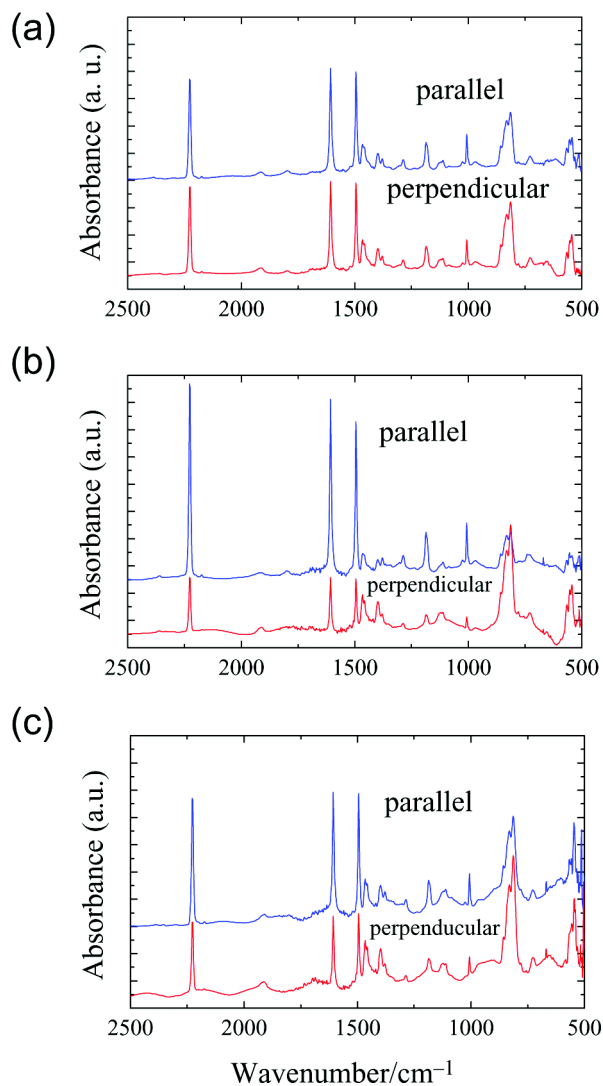 (a)
Absorbance (a. u.)
parallel
perpendicular
2500 2000 1500 1000 500
(b)
Absorbance (a.u.)
parallel
perpendicular
2500 2000 1500 1000 500
(c)
Absorbance (a.u.)
parallel
perpenducular
2500 2000 1500 1000 500
Wavenumber/cm⁻¹